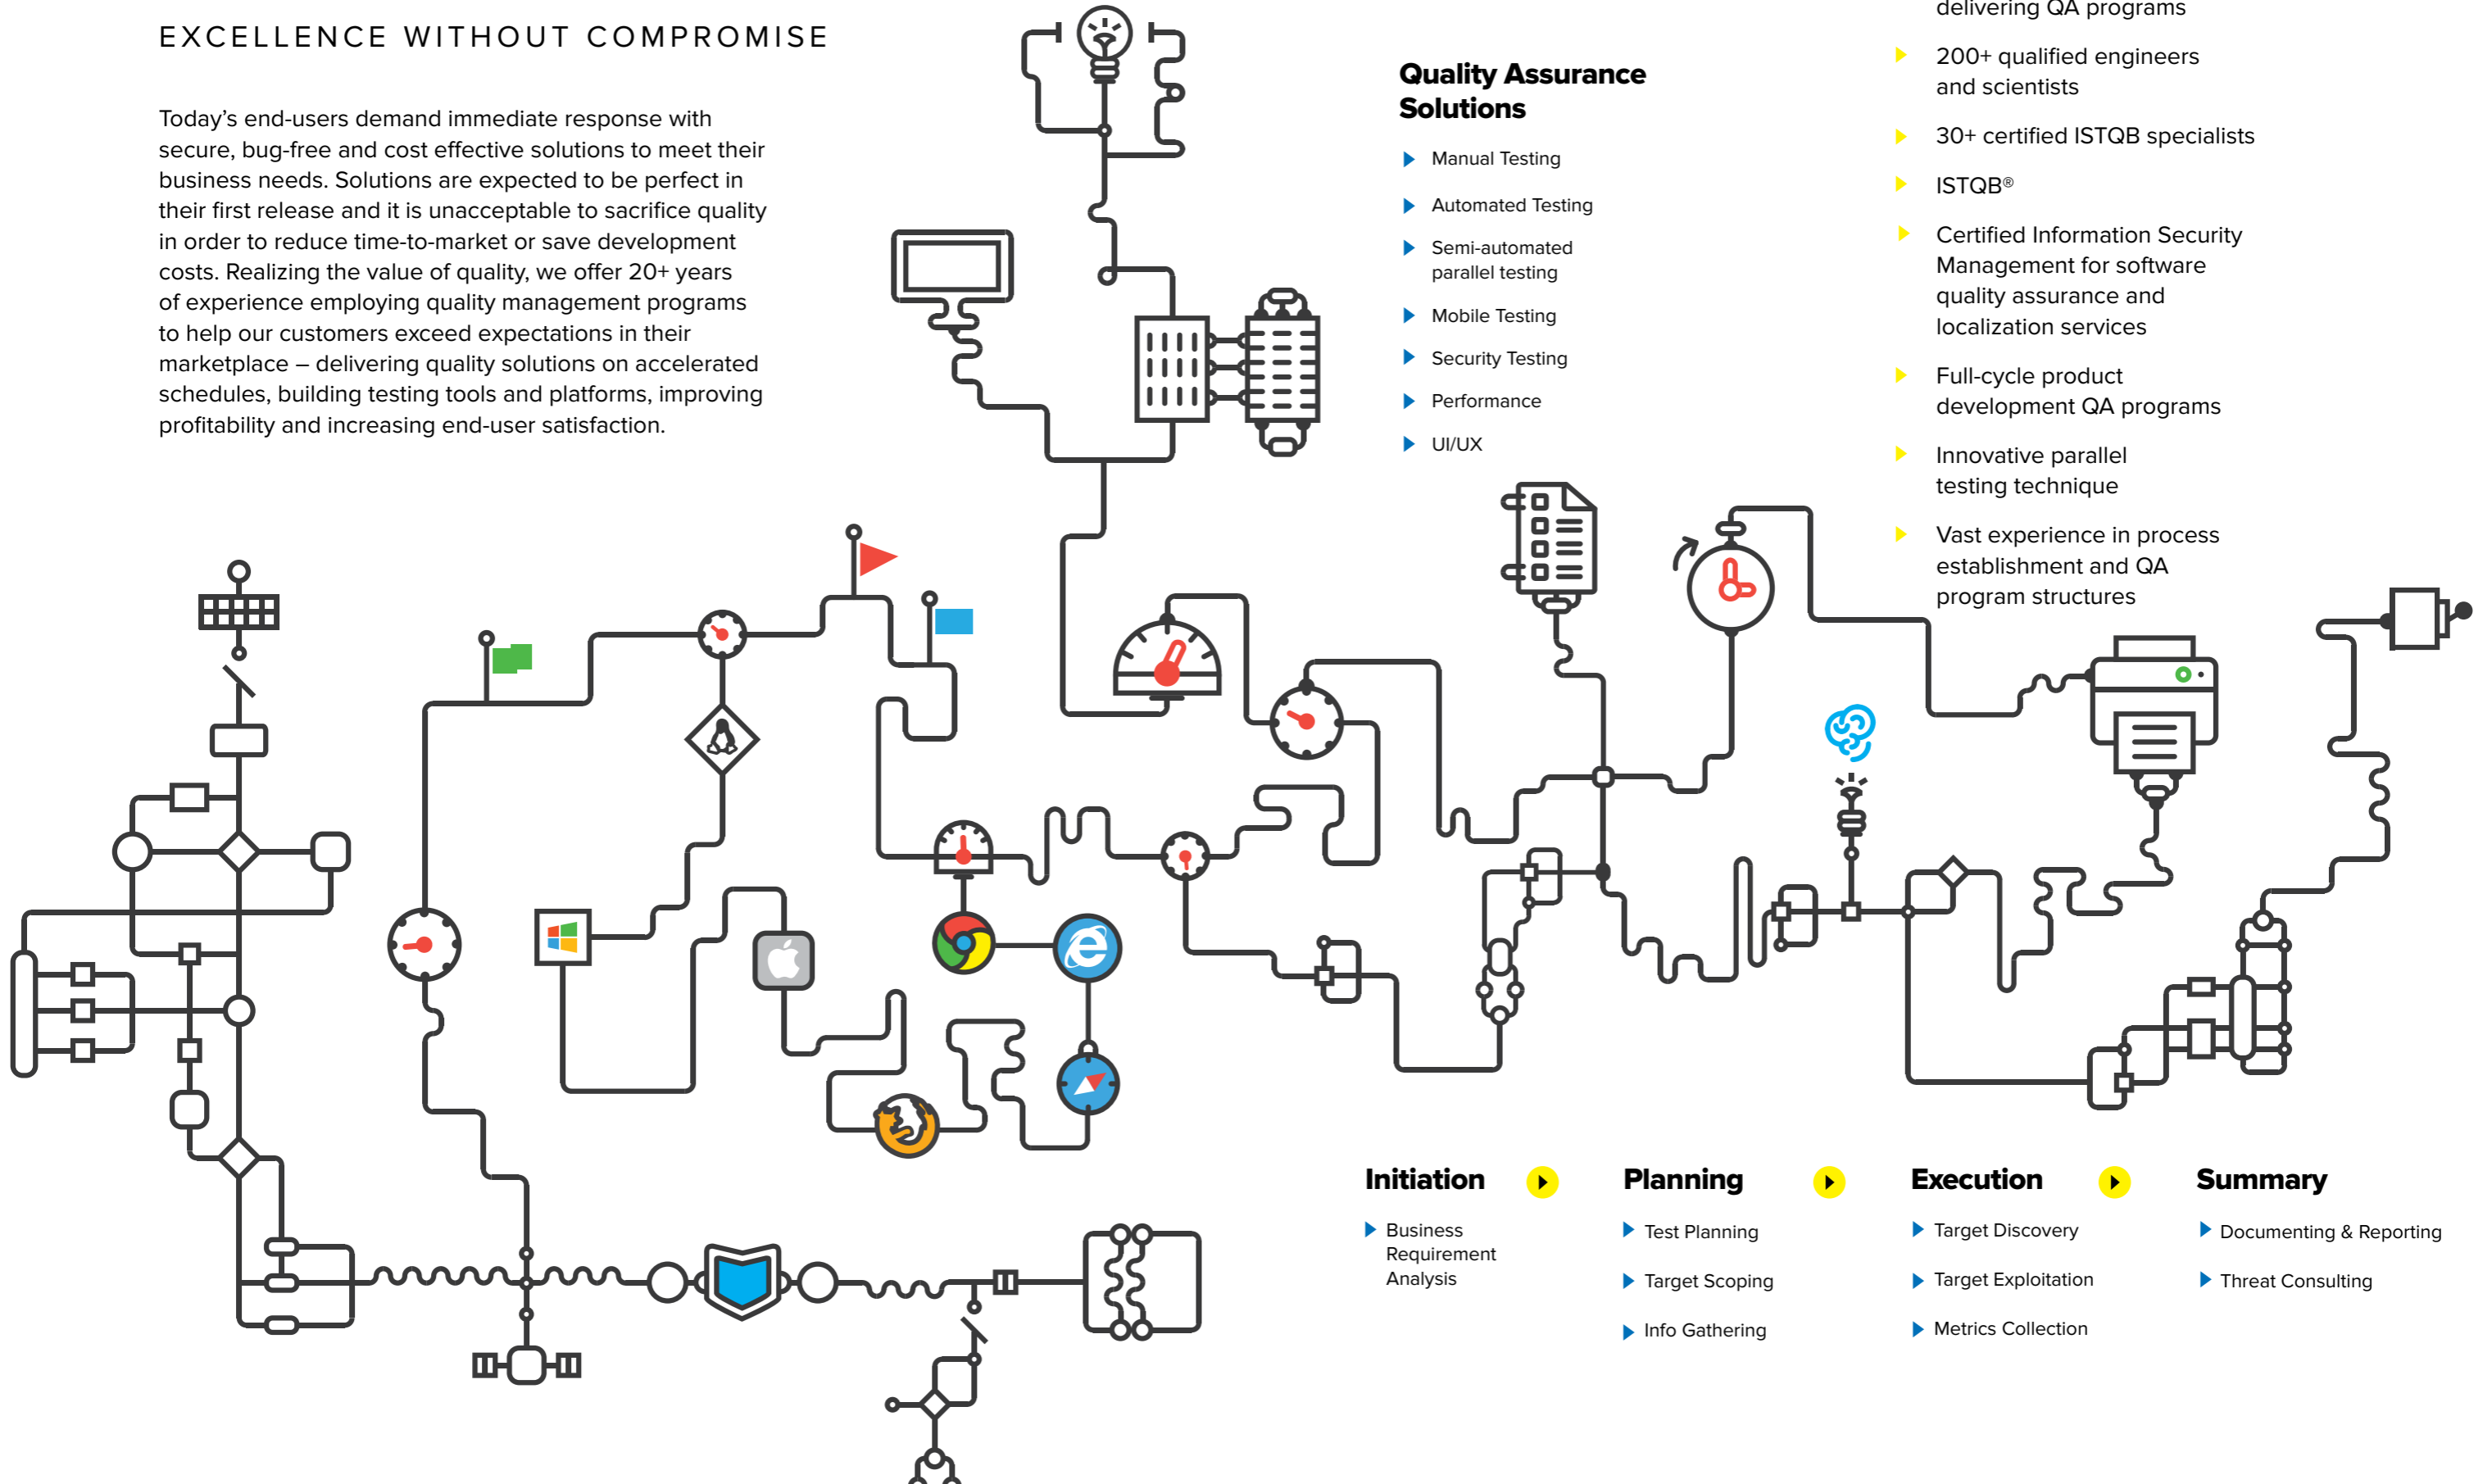 EXCELLENCE WITHOUT COMPROMISE
Today's end-users demand immediate response with
secure, bug-free and cost effective solutions to meet their
business needs. Solutions are expected to be perfect in
their first release and it is unacceptable to sacrifice quality
in order to reduce time-to-market or save development
costs. Realizing the value of quality, we offer 20+ years
of experience employing quality management programs
to help our customers exceed expectations in their
marketplace – delivering quality solutions on accelerated
schedules, building testing tools and platforms, improving
profitability and increasing end-user satisfaction.
Quality Assurance
Solutions
Manual Testing
Automated Testing
Semi-automated
parallel testing
Mobile Testing
Security Testing
Performance
UI/UX
delivering QA programs
200+ qualified engineers
and scientists
30+ certified ISTQB specialists
ISTQB®
Certified Information Security
Management for software
quality assurance and
localization services
Full-cycle product
development QA programs
Innovative parallel
testing technique
Vast experience in process
establishment and QA
program structures
Initiation
Business
Requirement
Analysis
Planning
Test Planning
Target Scoping
Info Gathering
Execution
Target Discovery
Target Exploitation
Metrics Collection
Summary
Documenting & Reporting
Threat Consulting